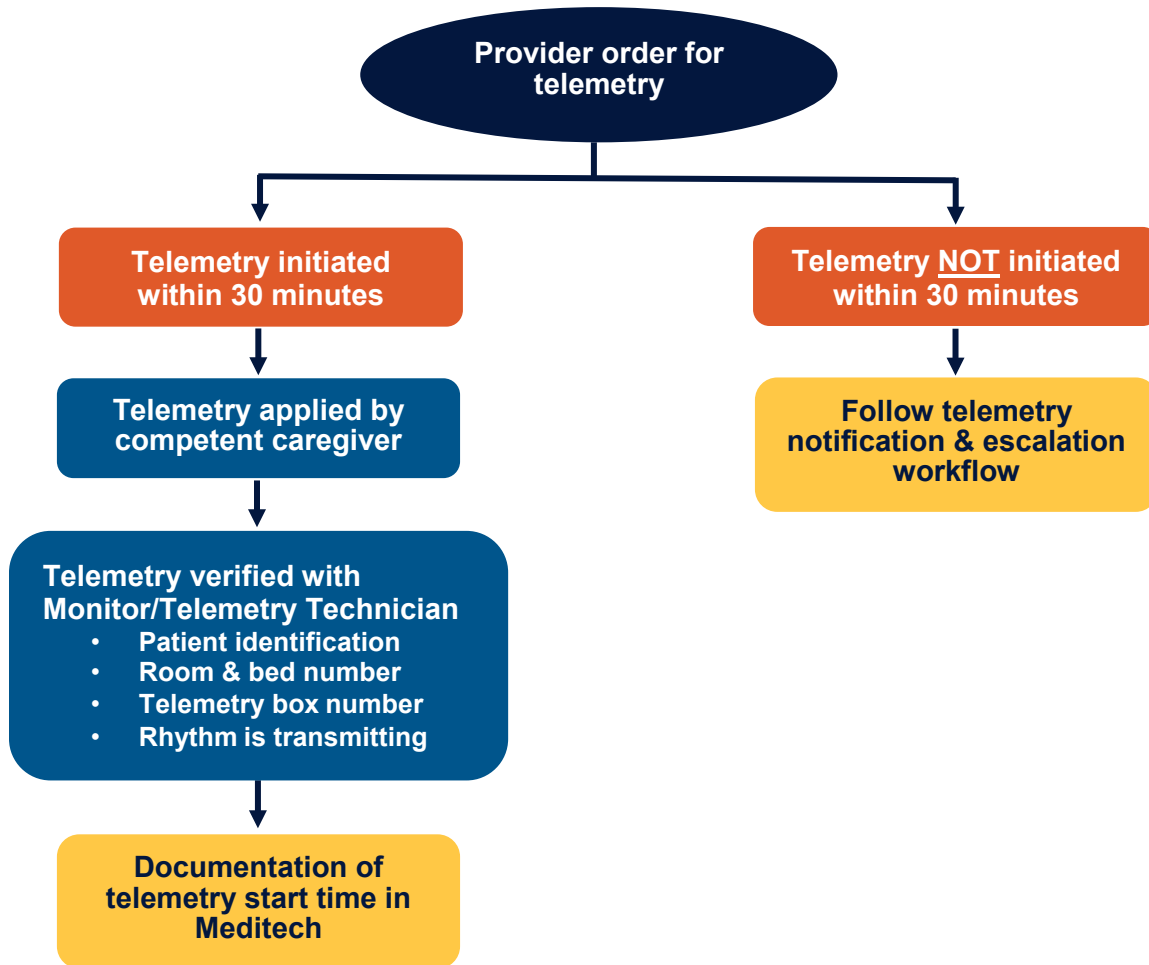 Provider order for
telemetry
Telemetry initiated
within 30 minutes
Telemetry NOT initiated
within 30 minutes
Telemetry applied by
competent caregiver
Follow telemetry
notification & escalation
workflow
Telemetry verified with
Monitor/Telemetry Technician
• Patient identification
• Room & bed number
• Telemetry box number
• Rhythm is transmitting
Documentation of
telemetry start time in
Meditech